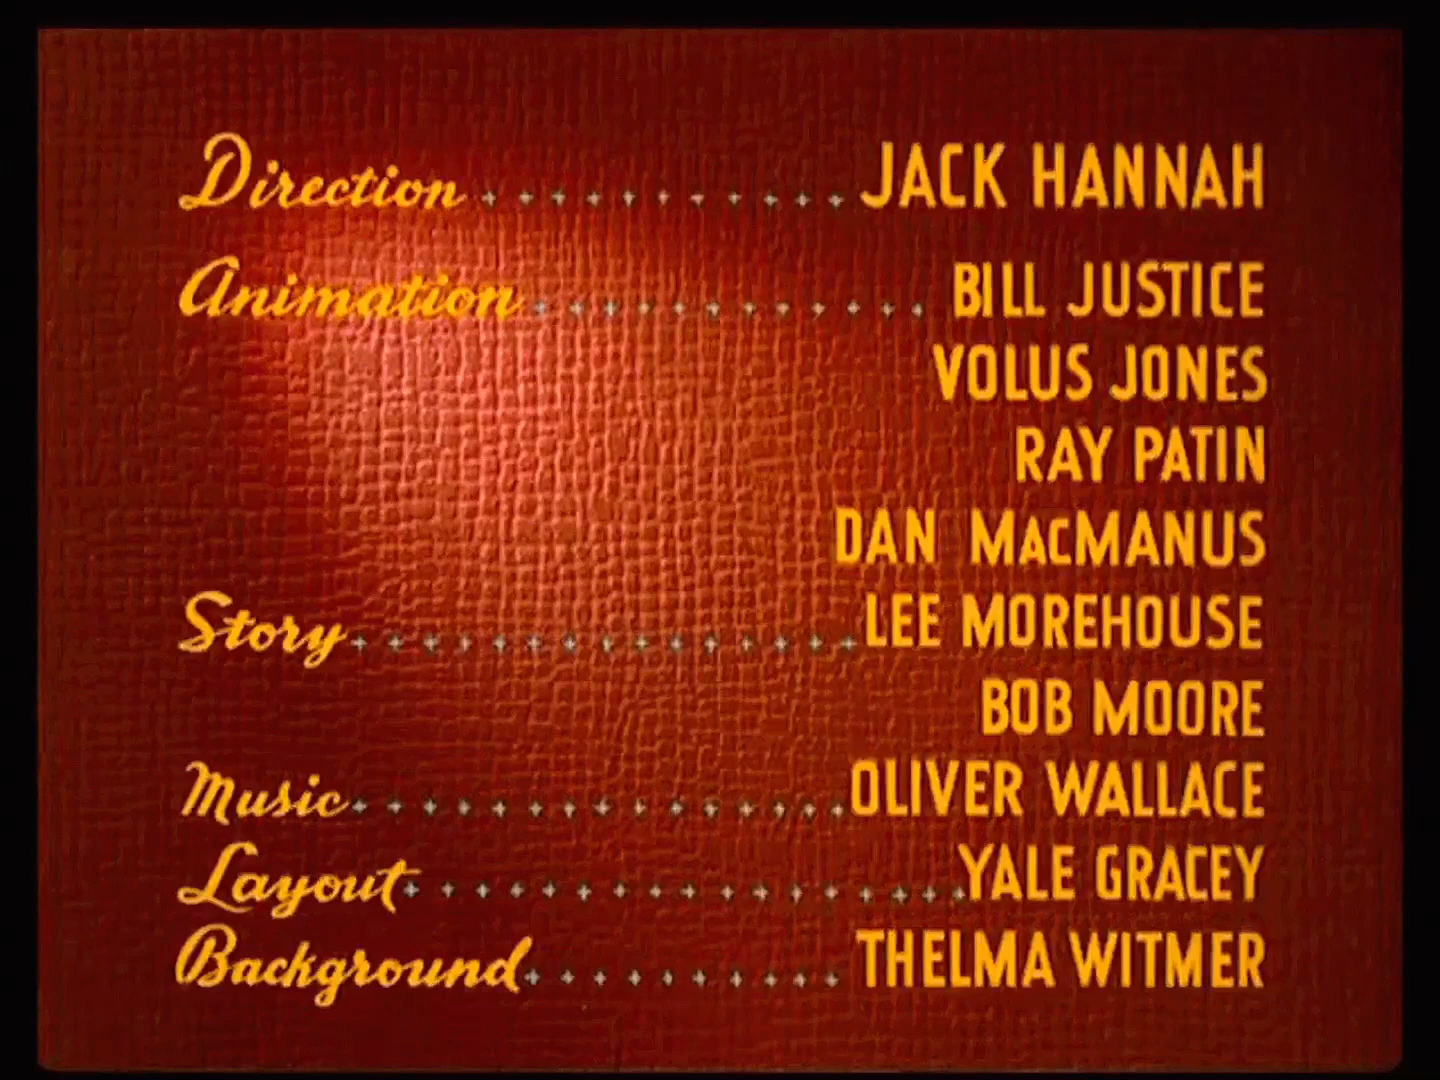 Direction JACK HANNAH
Animation BILL JUSTICE
VOLUS JONES
RAY PATIN
DAN MACMANUS
Story LEE MOREHOUSE
BOB MOORE
Music OLIVER WALLACE
Layout YALE GRACEY
Background THELMA WITMER